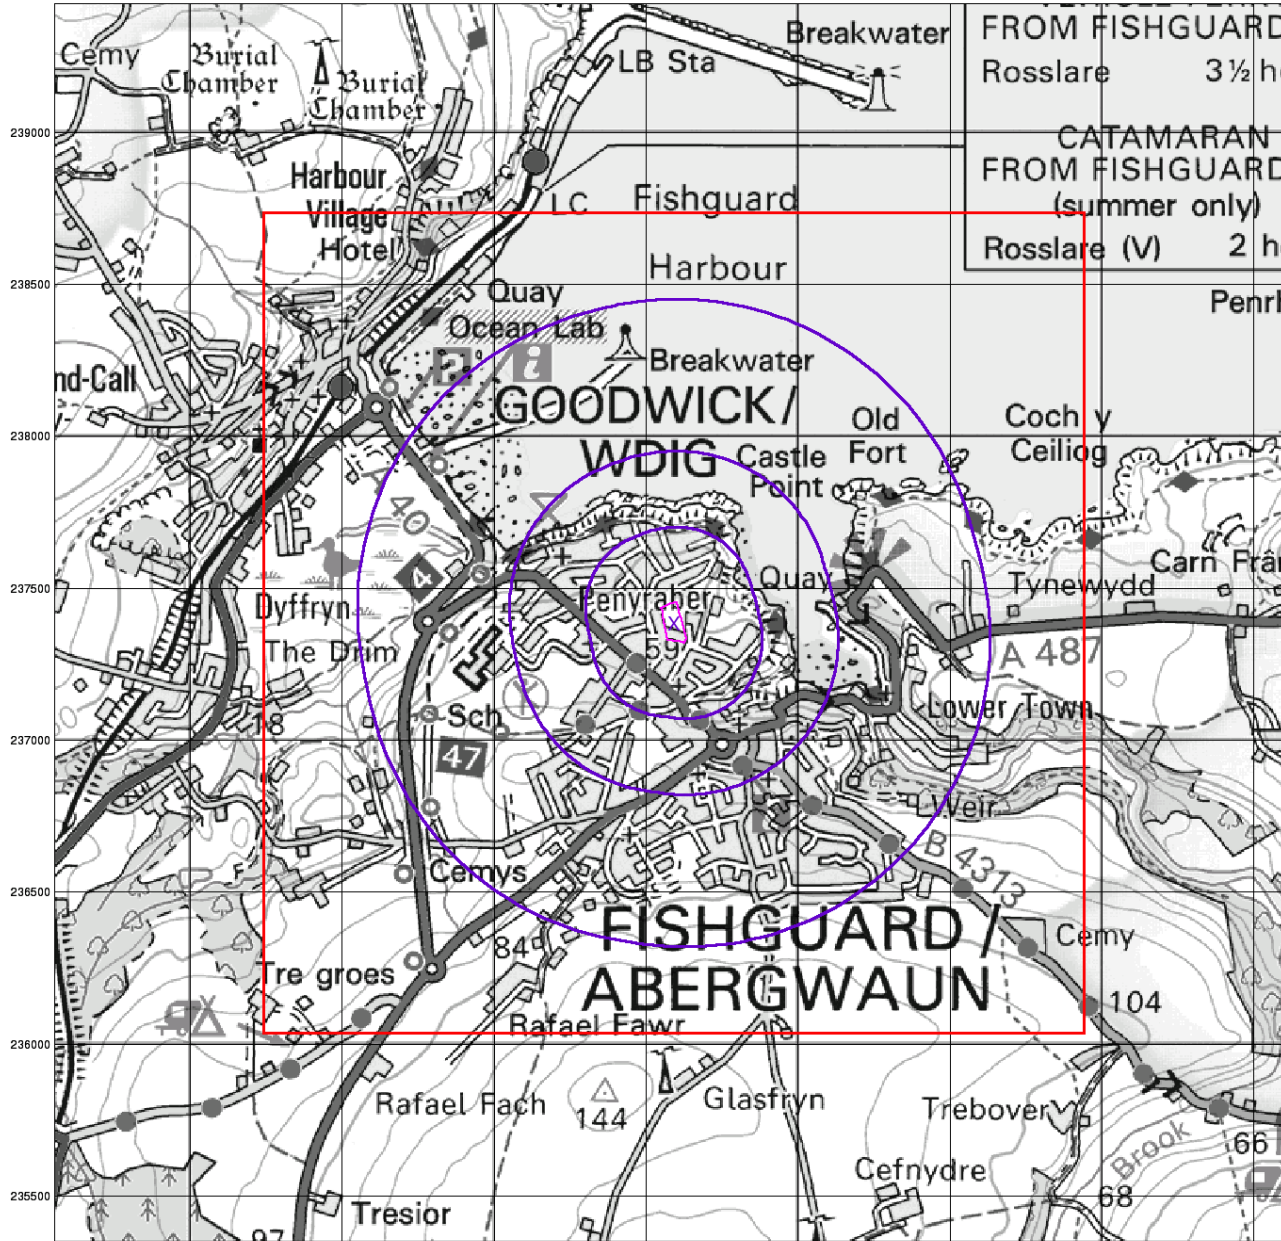 VEHICLE FERRY
FROM FISHGUARD
Rosslare 3½ h
Breakwater
LB Sta
Cemy
Burial
Chamber
Burial
Chamber
239000
CATAMARAN
FROM FISHGUARD
(summer only)
Rosslare (V) 2 h
Harbour
Village
Hotel
LC
Fishguard
Harbour
238500
Quay
Ocean Lab
Penrh
Breakwater
nd-Call
GOODWICK/
WDIG
Old
Fort
Coch y
Ceiliog
238000
Castle
Point
A 40
4
237500
Penyraber
Quay
Tynewydd
Carn Frân
Dyffryn
The Drim
59
A 487
18
Sch
Lower Town
237000
47
Weir
B 4313
236500
Cemys
FISHGUARD /
ABERGWAUN
84
Cemy
Tre groes
104
Rafael Fawr
236000
Rafael Fach
144
Glasfryn
Trebover
Brook
66
Cefnydre
235500
68
Tresior
97